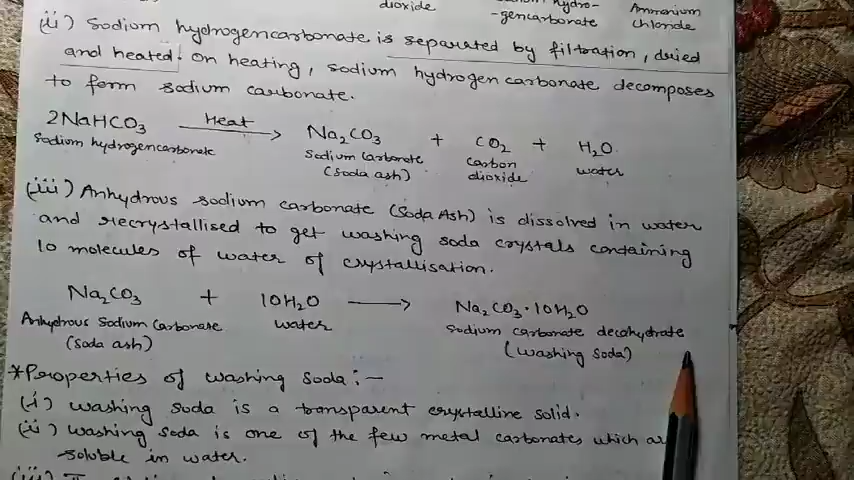 dioxide hydro- Ammonium
-gencarbonate chloride
(ii) Sodium hydrogencarbonate is separated by filtration, dried
and heated. On heating, sodium hydrogen carbonate decomposes
to form sodium carbonate.
2NaHCO₃ Heat → Na₂CO₃ + CO₂ + H₂O
Sodium hydrogencarbonate Sodium carbonate carbon water
(soda ash) dioxide
(iii) Anhydrous sodium carbonate (Soda Ash) is dissolved in water
and recrystallised to get washing soda crystals containing
10 molecules of water of crystallisation.
Na₂CO₃ + 10H₂O → Na₂CO₃·10H₂O
Anhydrous Sodium Carbonate water Sodium carbonate decahydrate
(Soda ash) (Washing Soda)
*Properties of washing Soda:-
(i) washing soda is a transparent crystalline solid.
(ii) washing soda is one of the few metal carbonates which
soluble in water.